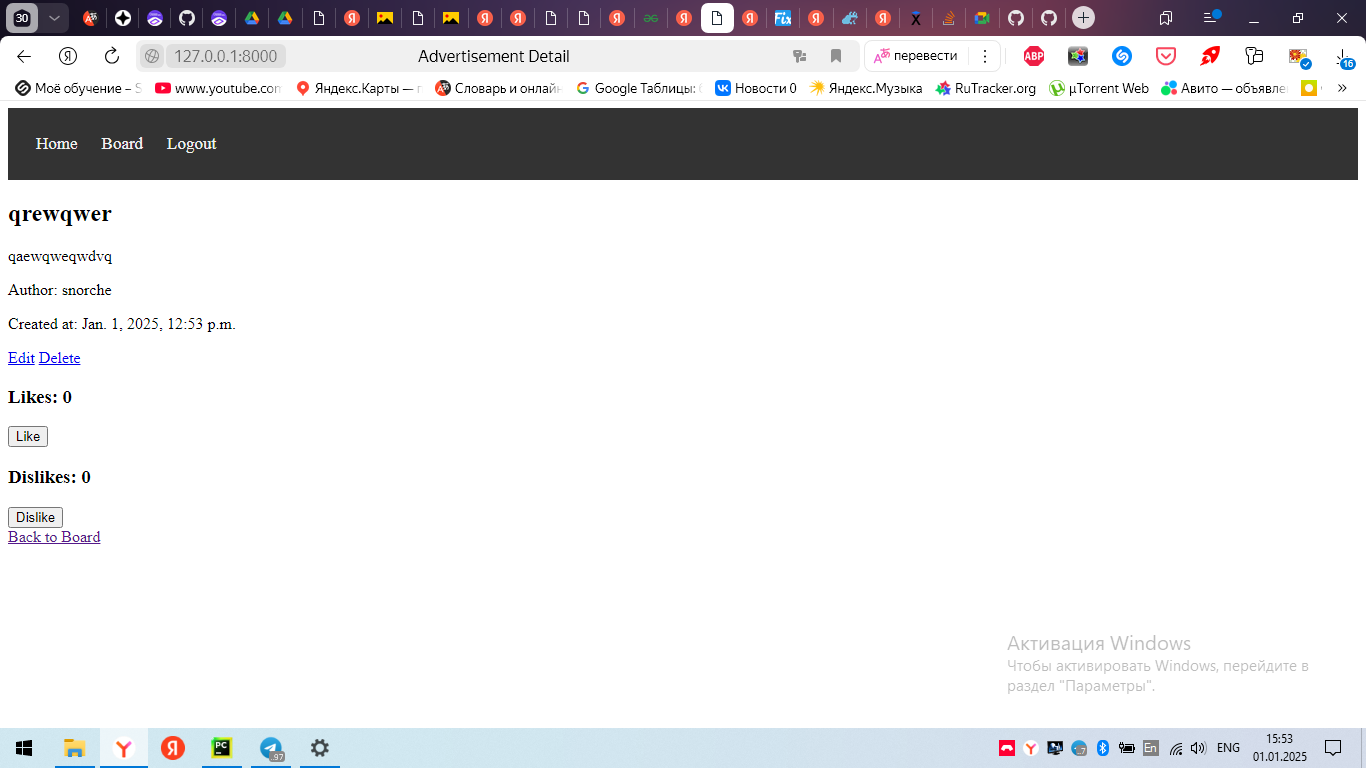 30
127.0.0.1:8000
Advertisement Detail
перевести
ABP
16
Моё обучение –
www.youtube.com
Яндекс.Карты —
Словарь и онлайн
Google Таблицы:
Новости 0
Яндекс.Музыка
RuTracker.org
µTorrent Web
Авито — объявле
Home
Board
Logout
qrewqwer
qaewqweqwdvq
Author: snorche
Created at: Jan. 1, 2025, 12:53 p.m.
Edit Delete
Likes: 0
Like
Dislikes: 0
Dislike
Back to Board
Активация Windows
Чтобы активировать Windows, перейдите в
раздел "Параметры".
PC
97
En
ENG
15:53
01.01.2025